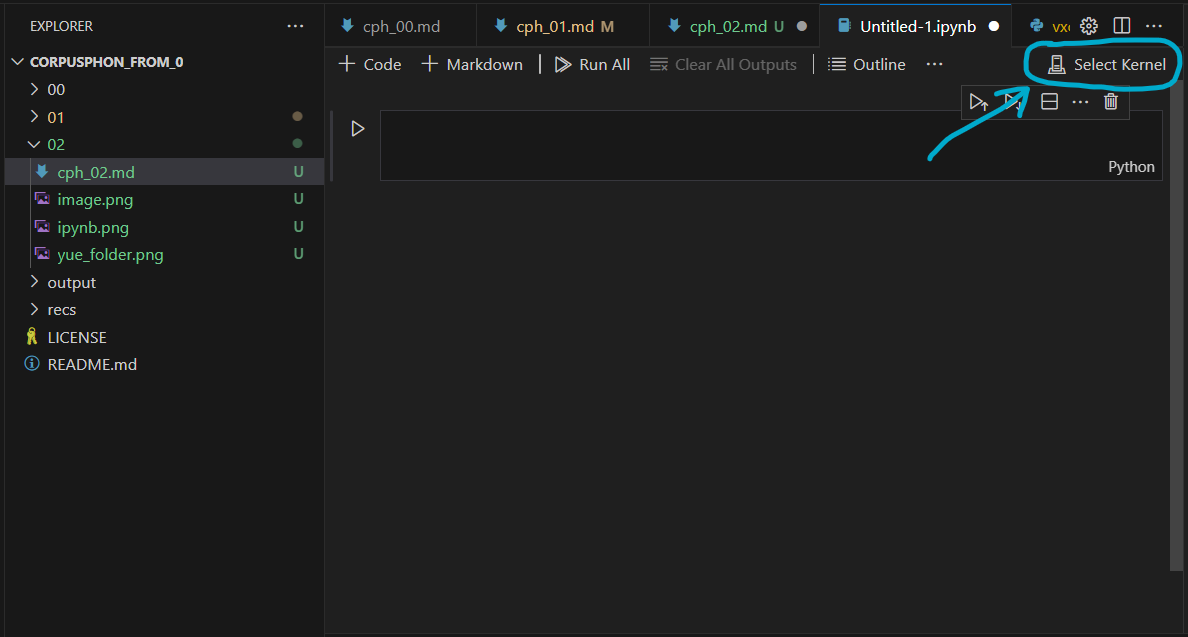 EXPLORER
CORPUSPHON_FROM_0
00
01
02
cph_02.md U
image.png U
ipynb.png U
yue_folder.png U
output
recs
LICENSE
README.md
cph_00.md cph_01.md M cph_02.md U Untitled-1.ipynb
Code Markdown Run All Clear All Outputs Outline Select Kernel
Python